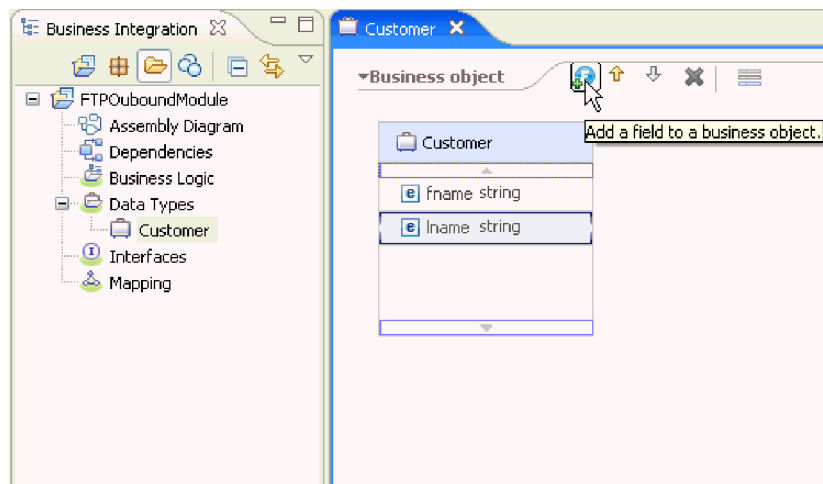 Business Integration
Customer
Business object
Add a field to a business object.
FTPOuboundModule
Assembly Diagram
Dependencies
Business Logic
Data Types
Customer
Interfaces
Mapping
Customer
e fname string
e lname string